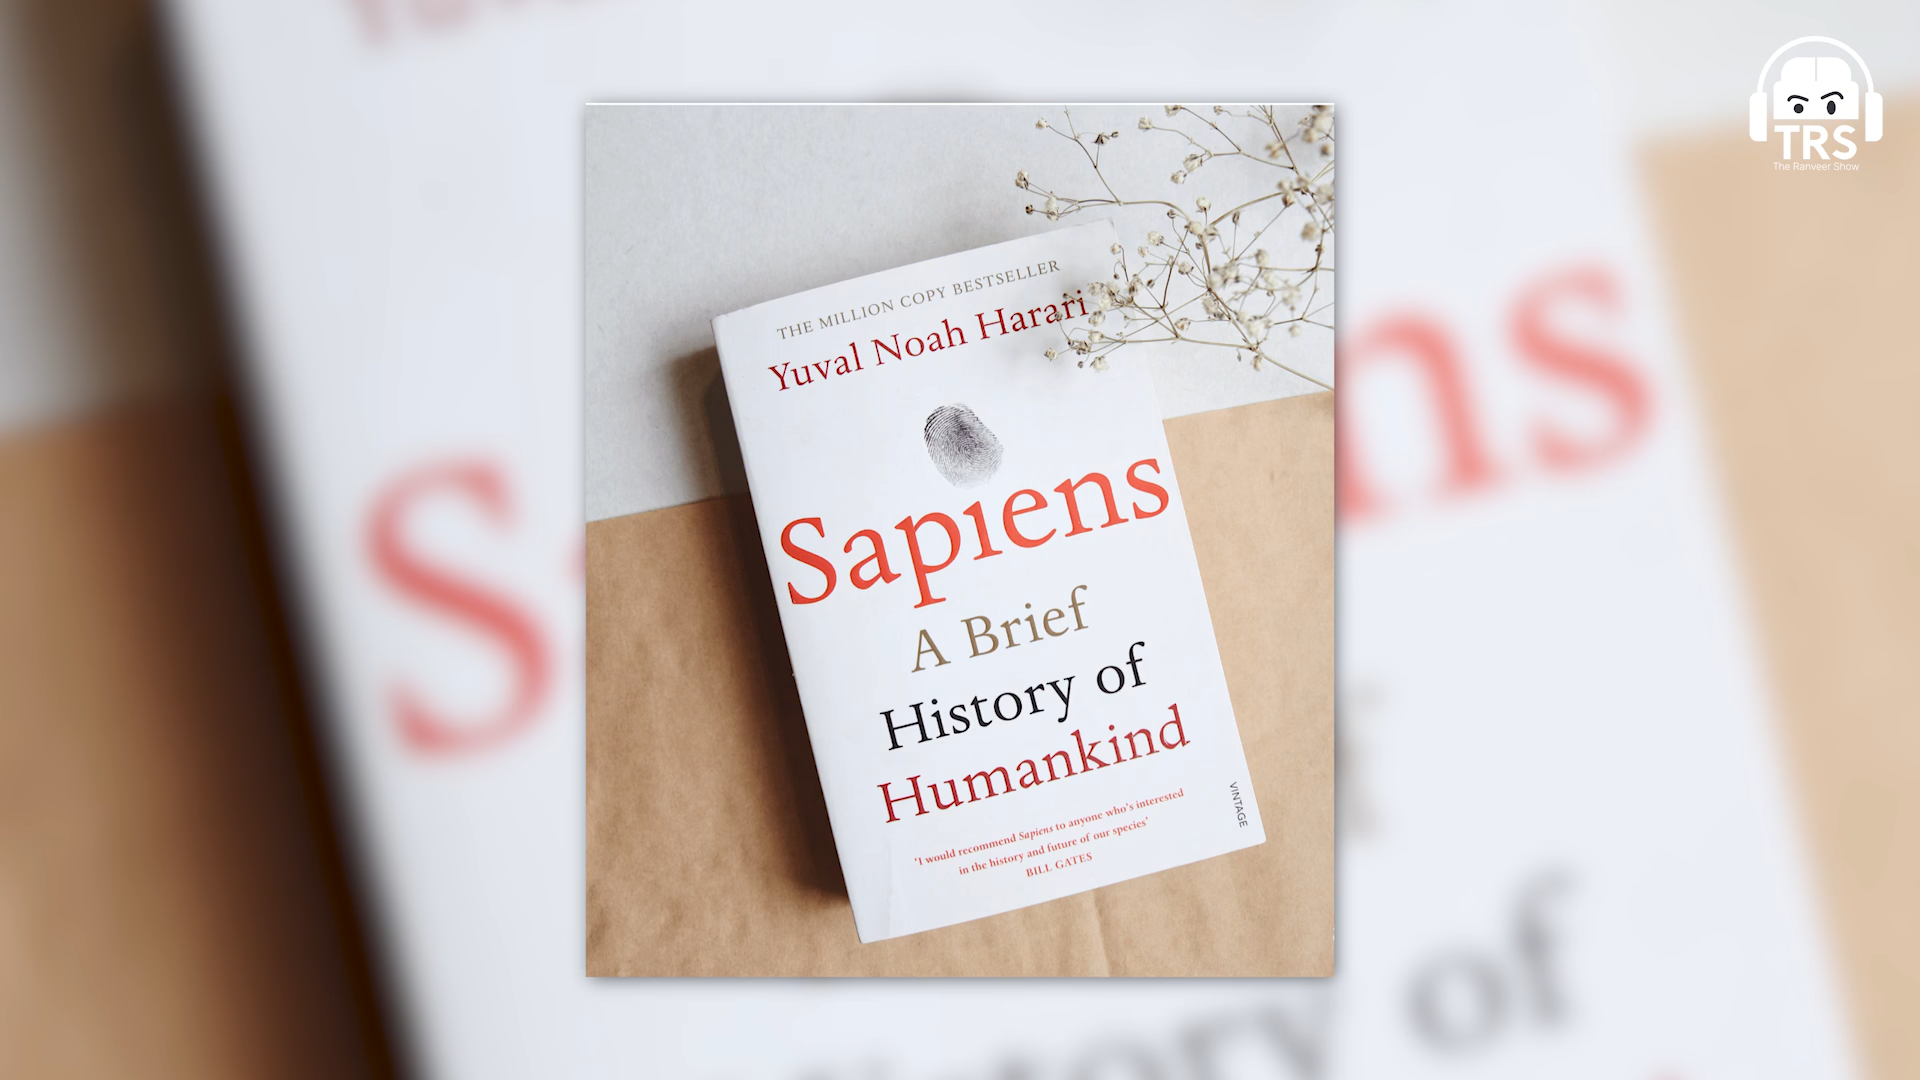 TRS
The Ranveer Show
THE MILLION COPY BESTSELLER
Yuval Noah Harari
Sapiens
A Brief
History of
Humankind
'I would recommend Sapiens to anyone who's interested
in the history and future of our species'
BILL GATES
VINTAGE